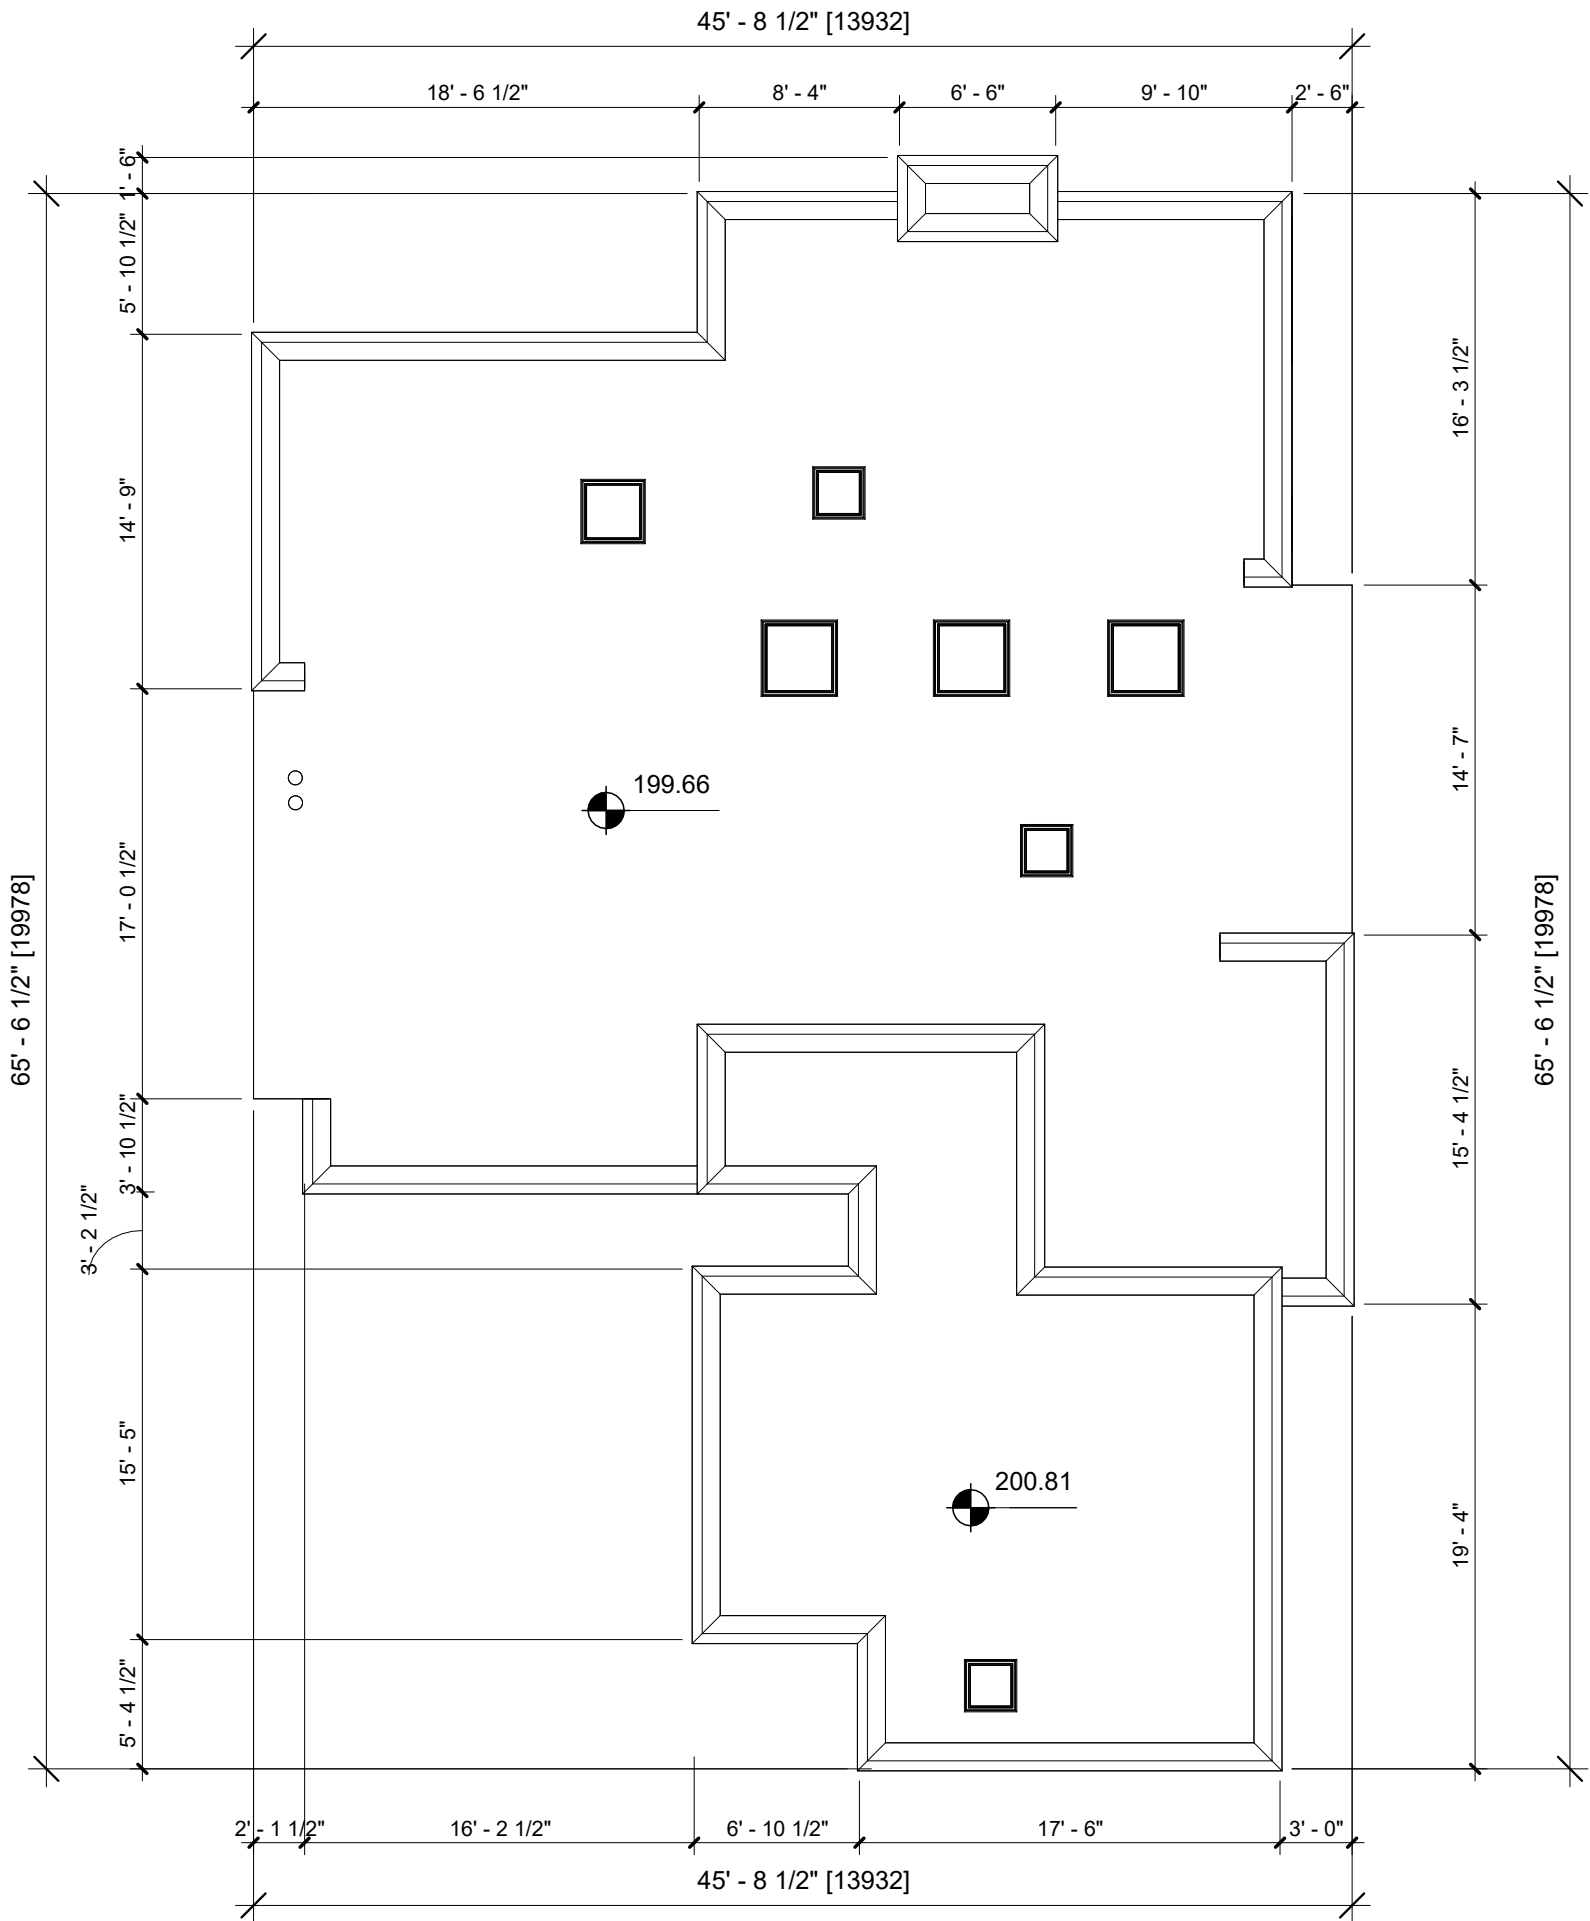 45' - 8 1/2" [13932]
18' - 6 1/2"
8' - 4"
6' - 6"
9' - 10"
2' - 6"
1' - 6"
5' - 10 1/2"
14' - 9"
17' - 0 1/2"
3' - 10 1/2"
3' - 2 1/2"
15' - 5"
5' - 4 1/2"
65' - 6 1/2" [19978]
199.66
200.81
16' - 3 1/2"
14' - 7"
15' - 4 1/2"
19' - 4"
65' - 6 1/2" [19978]
2' - 1 1/2"
16' - 2 1/2"
6' - 10 1/2"
17' - 6"
3' - 0"
45' - 8 1/2" [13932]